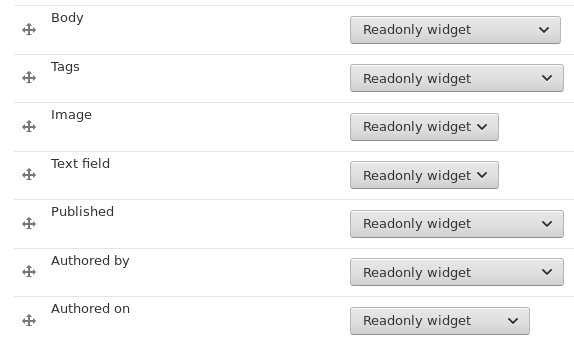 Body
Readonly widget
Tags
Readonly widget
Image
Readonly widget
Text field
Readonly widget
Published
Readonly widget
Authored by
Readonly widget
Authored on
Readonly widget